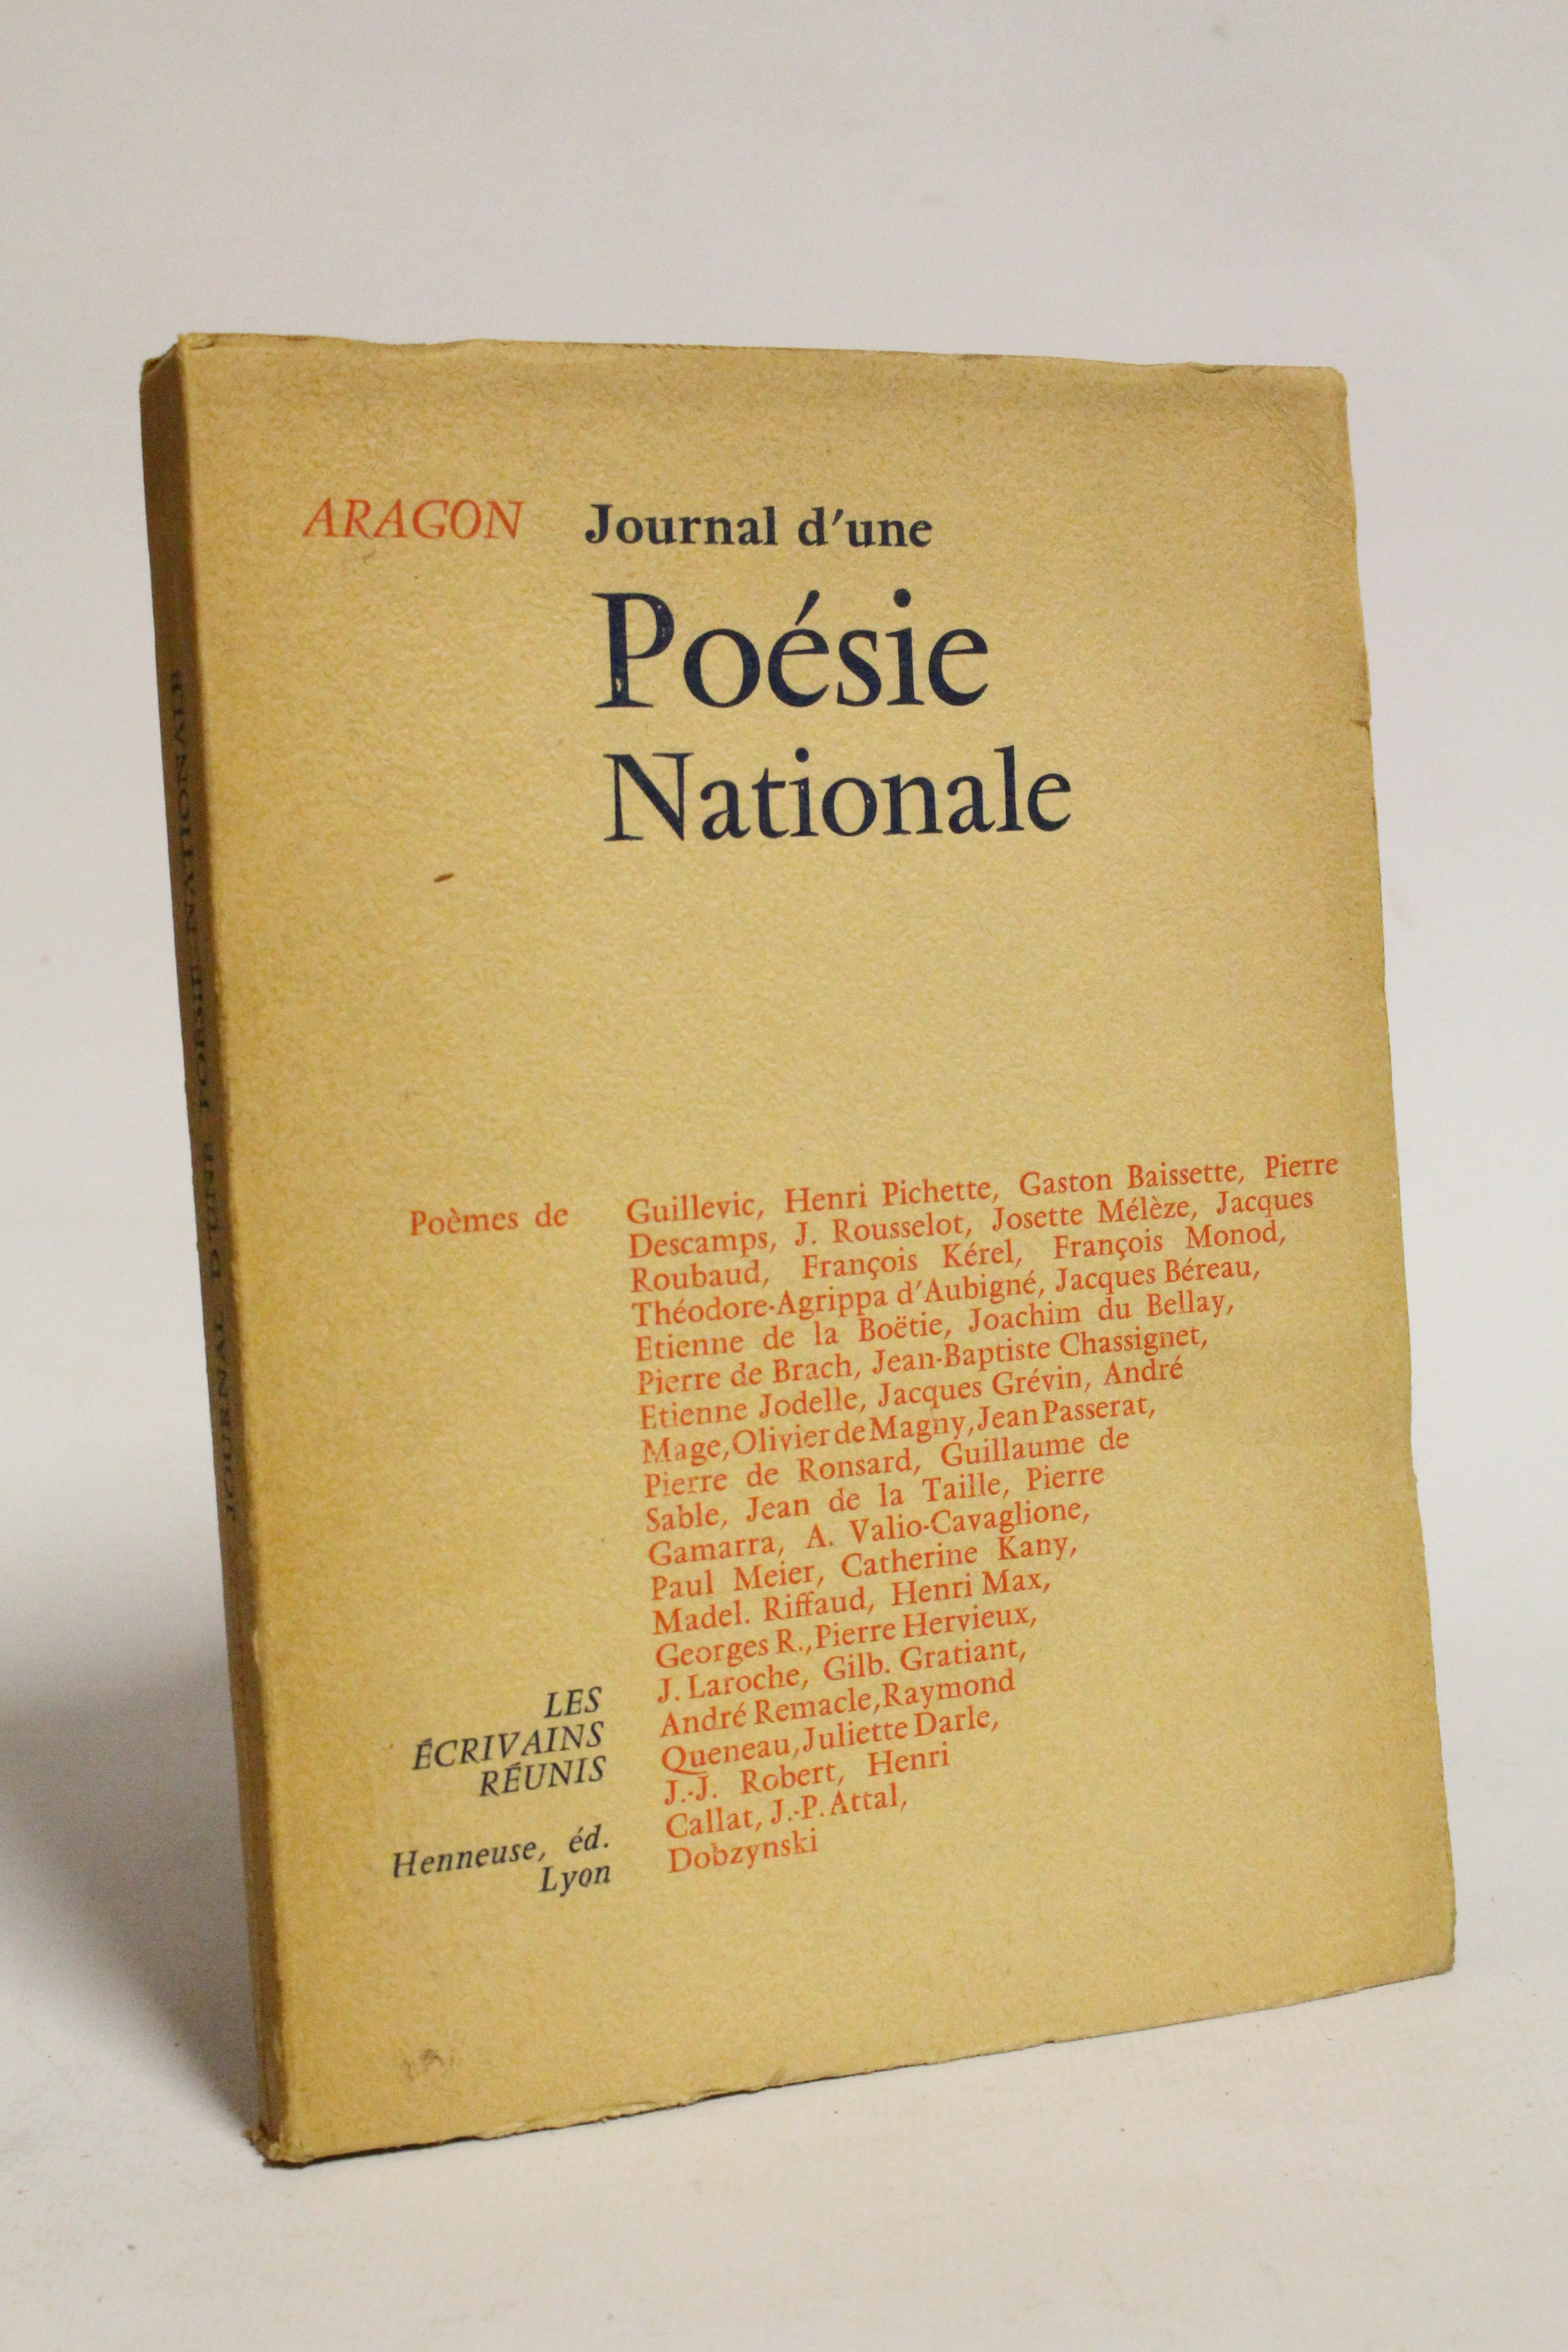 ARAGON Journal d'une
Poésie
Nationale
Poèmes de Guillevic, Henri Pichette, Gaston Baissette, Pierre
Descamps, J. Rousselot, Josette Mélèze, Jacques
Roubaud, François Kérel, François Monod,
Théodore-Agrippa d'Aubigné, Jacques Béreau,
Etienne de la Boëtie, Joachim du Bellay,
Pierre de Brach, Jean-Baptiste Chassignet,
Etienne Jodelle, Jacques Grévin, André
Mage, Olivier de Magny, Jean Passerat,
Pierre de Ronsard, Guillaume de
Sable, Jean de la Taille, Pierre
Gamarra, A. Valio-Cavaglione,
Paul Meier, Catherine Kany,
Madel. Riffaud, Henri Max,
Georges R., Pierre Hervieux,
J. Laroche, Gilb. Gratiant,
André Remacle, Raymond
Queneau, Juliette Darle,
J.-J. Robert, Henri
Callat, J.-P. Attal,
Dobzynski
LES
ÉCRIVAINS
RÉUNIS
Henneuse, éd.
Lyon
JOURNAL D'UNE POÉSIE NATIONALE